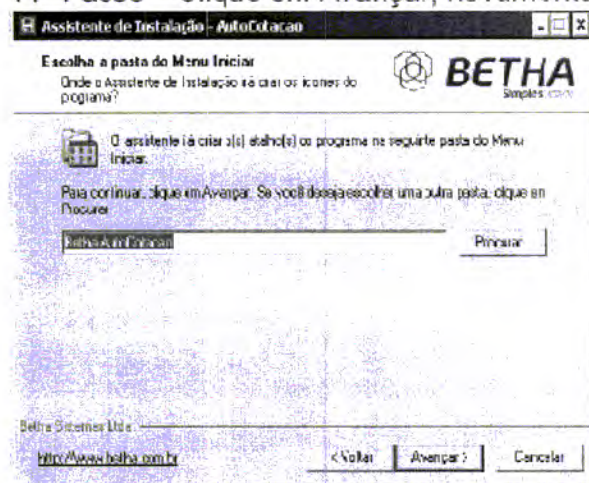 Passo - Clique em Avançar, novamente
Assistente de Instalação - AutoCotacao
Escolha a pasta do Menu Iniciar
Onde o Assistente de Instalação irá criar os ícones do
programa?
BETHA
Simples
O assistente irá criar o(s) atalho(s) do programa na seguinte pasta do Menu
Iniciar.
Para continuar, clique em Avançar. Se você deseja escolher uma outra pasta, clique em
Procurar.
Betha AutoCotacao
Procurar
Betha Sistemas Ltda
http://www.betha.com.br
< Voltar
Avançar >
Cancelar